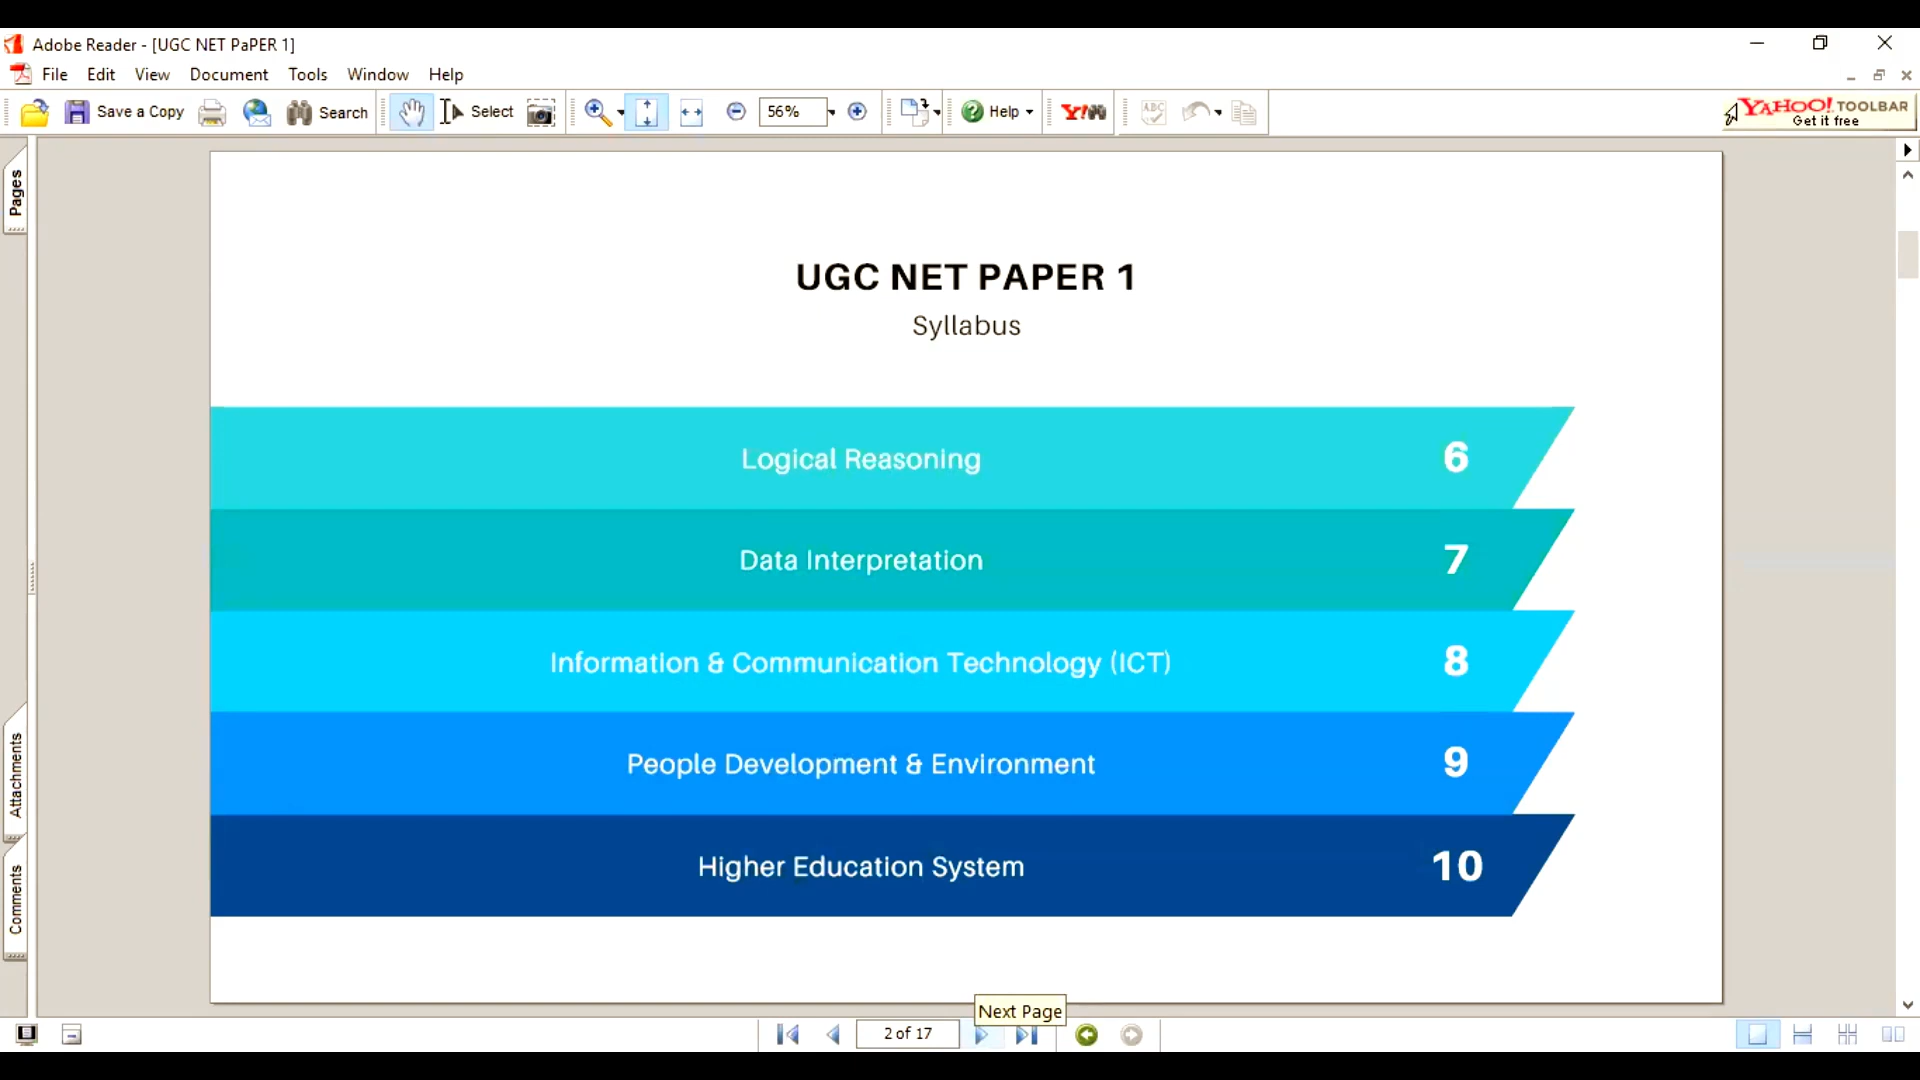 Adobe Reader - [UGC NET PaPER 1]
File Edit View Document Tools Window Help
Save a Copy Search Select 56% Help Y! ABC YAHOO! TOOLBAR
Get it free
Pages
UGC NET PAPER 1
Syllabus
Logical Reasoning 6
Data Interpretation 7
Information & Communication Technology (ICT) 8
People Development & Environment 9
Higher Education System 10
Attachments
Comments
Next Page
2 of 17